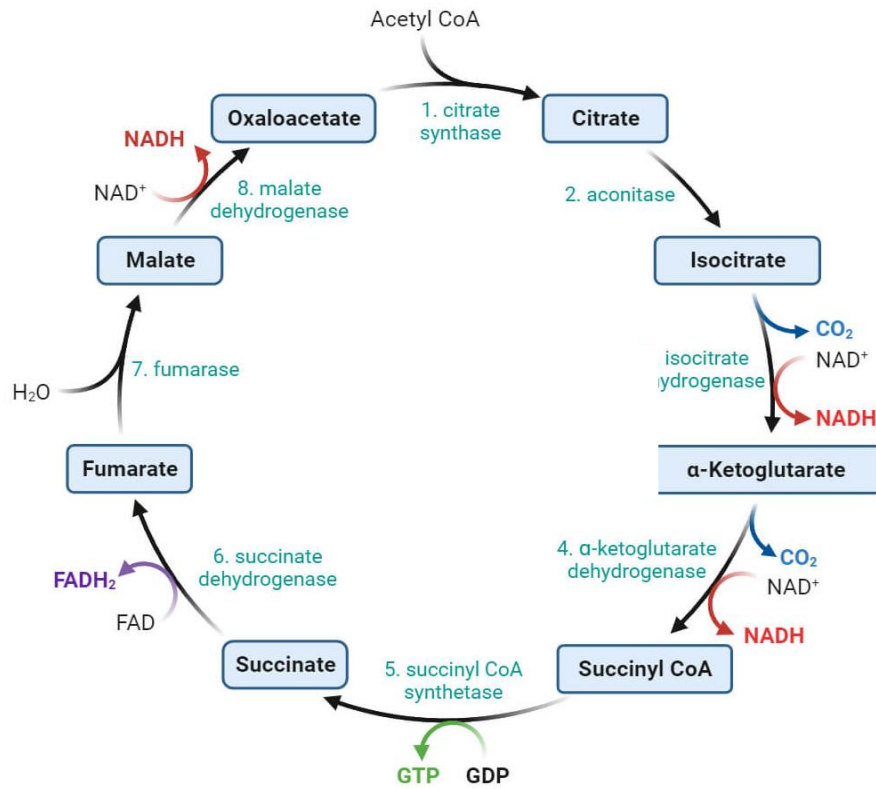 Acetyl CoA
Oxaloacetate
1. citrate
synthase
Citrate
NADH
NAD⁺
8. malate
dehydrogenase
2. aconitase
Malate
Isocitrate
CO₂
isocitrate
ydrogenase
NAD⁺
NADH
7. fumarase
H₂O
Fumarate
α-Ketoglutarate
4. α-ketoglutarate
dehydrogenase
CO₂
NAD⁺
NADH
6. succinate
dehydrogenase
FADH₂
FAD
Succinate
5. succinyl CoA
synthetase
Succinyl CoA
GTP
GDP